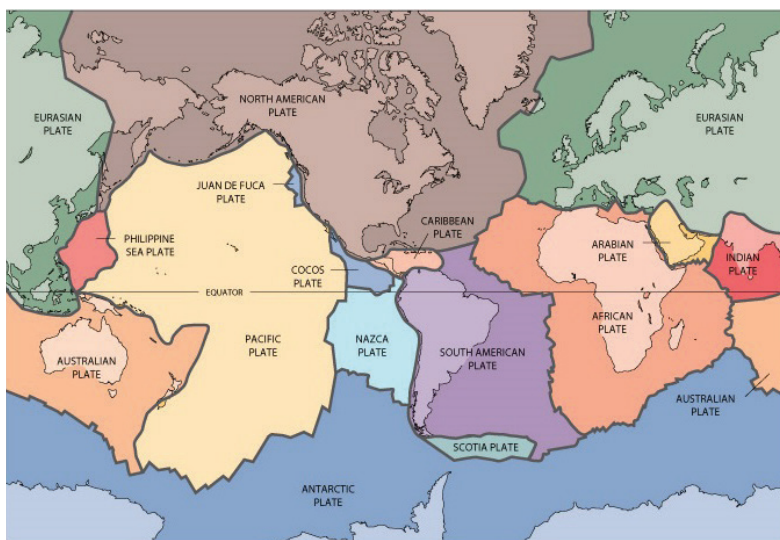 NORTH AMERICAN
PLATE
EURASIAN
PLATE
EURASIAN
PLATE
JUAN DE FUCA
PLATE
CARIBBEAN
PLATE
PHILIPPINE
SEA PLATE
ARABIAN
PLATE
INDIAN
PLATE
COCOS
PLATE
EQUATOR
AFRICAN
PLATE
PACIFIC
PLATE
NAZCA
PLATE
SOUTH AMERICAN
PLATE
AUSTRALIAN
PLATE
AUSTRALIAN
PLATE
SCOTIA PLATE
ANTARCTIC
PLATE